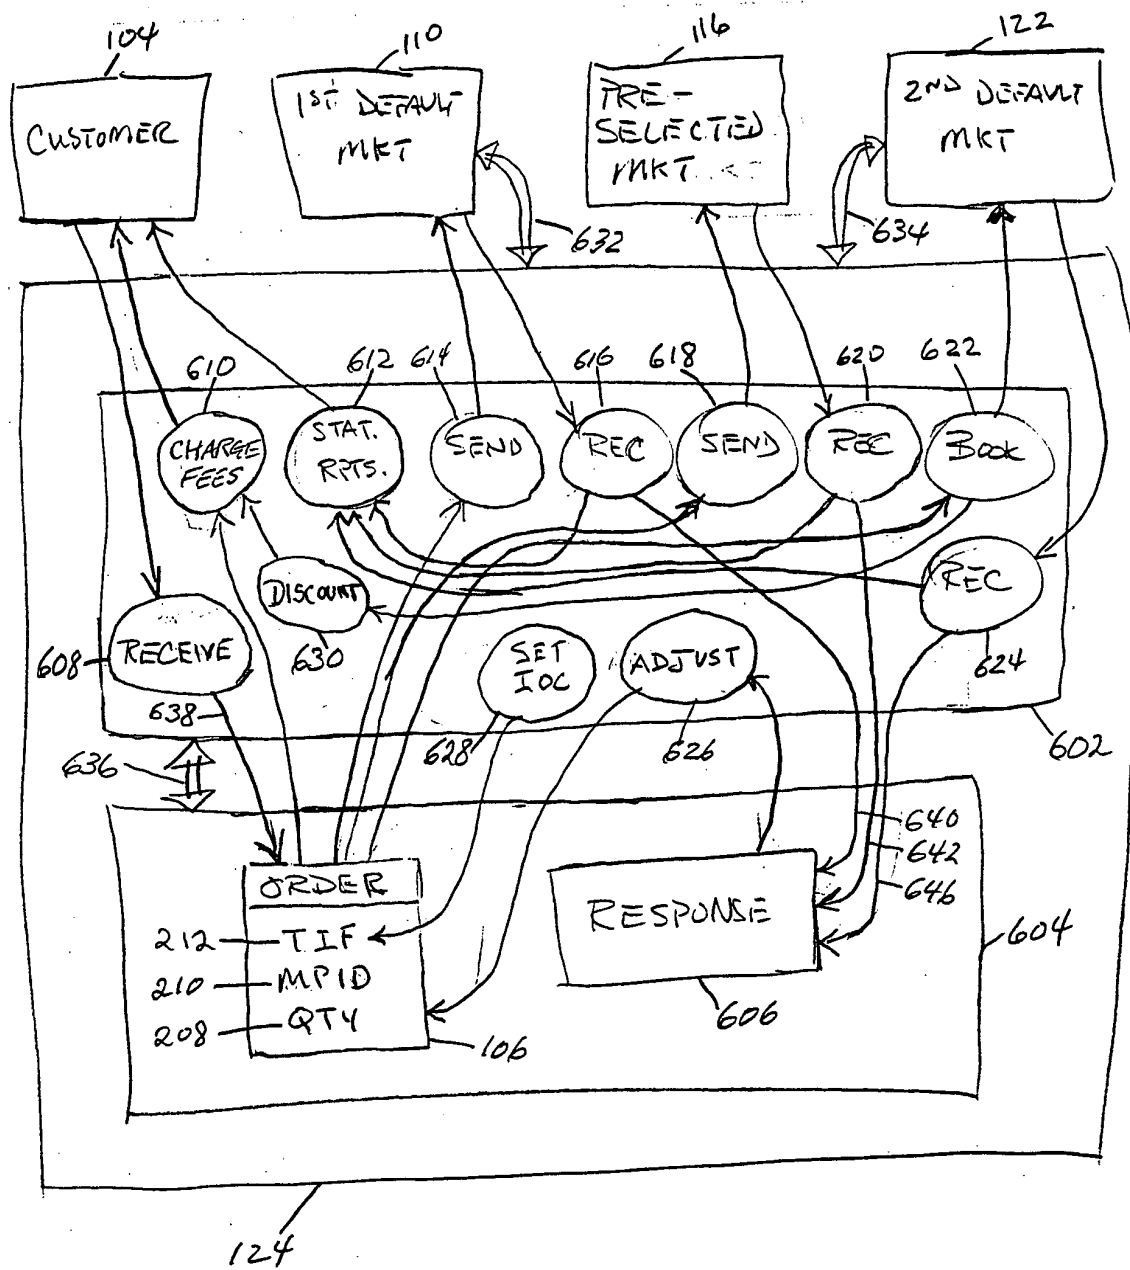 104
110
116
122
CUSTOMER
1ST DEFAULT
MKT
PRE-
SELECTED
MKT
2ND DEFAULT
MKT
632
634
610
612
614
616
618
620
622
CHARGE
FEES
STAT.
RPTS.
SEND
REC
SEND
REC
BOOK
DISCOUNT
REC
RECEIVE
608
630
SET
IOC
ADJUST
624
638
628
626
602
636
640
642
646
ORDER
RESPONSE
212
TIF
604
210
MPID
208
QTY
606
106
124